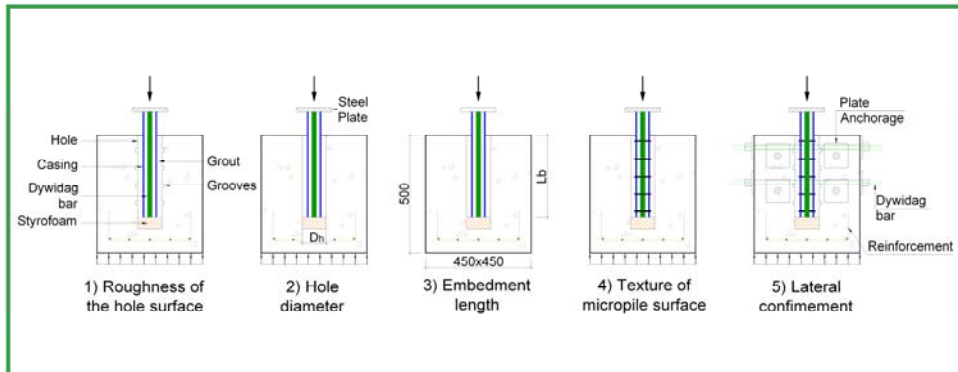 Steel
Plate
Hole
Casing
Dywidag
bar
Styrofoam
Grout
Grooves
Dh
500
450x450
Lb
Plate
Anchorage
Dywidag
bar
Reinforcement
1) Roughness of
the hole surface
2) Hole
diameter
3) Embedment
length
4) Texture of
micropile surface
5) Lateral
confimement